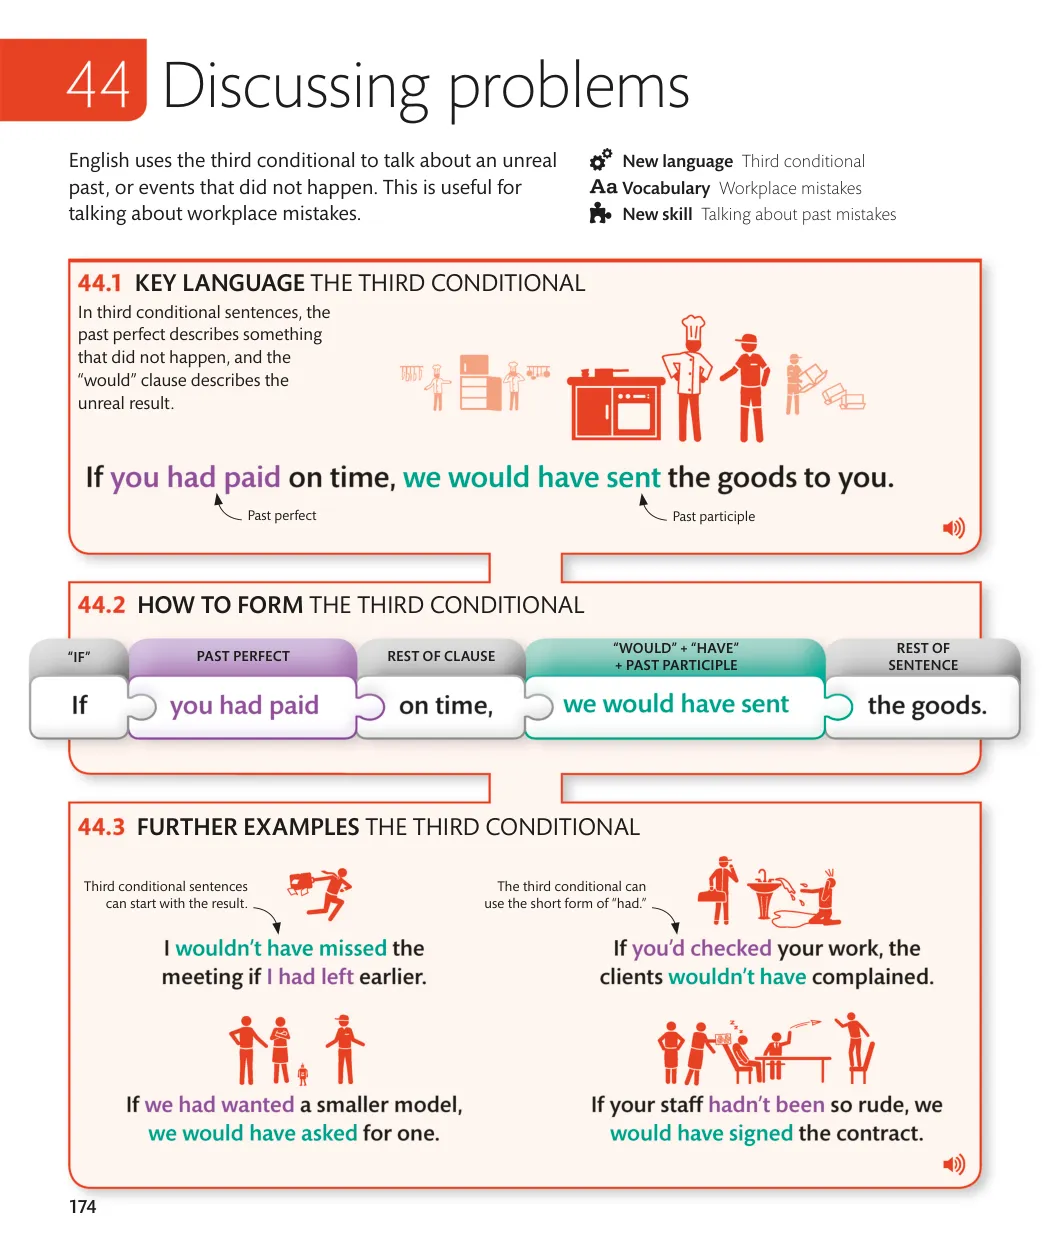 44 Discussing problems
English uses the third conditional to talk about an unreal
past, or events that did not happen. This is useful for
talking about workplace mistakes.
New language Third conditional
Aa Vocabulary Workplace mistakes
New skill Talking about past mistakes
44.1 KEY LANGUAGE THE THIRD CONDITIONAL
In third conditional sentences, the
past perfect describes something
that did not happen, and the
“would” clause describes the
unreal result.
If you had paid on time, we would have sent the goods to you.
Past perfect
Past participle
44.2 HOW TO FORM THE THIRD CONDITIONAL
“IF”
PAST PERFECT
REST OF CLAUSE
“WOULD” + “HAVE”
+ PAST PARTICIPLE
REST OF
SENTENCE
If
you had paid
on time,
we would have sent
the goods.
44.3 FURTHER EXAMPLES THE THIRD CONDITIONAL
Third conditional sentences
can start with the result.
I wouldn’t have missed the
meeting if I had left earlier.
The third conditional can
use the short form of “had.”
If you’d checked your work, the
clients wouldn’t have complained.
If we had wanted a smaller model,
we would have asked for one.
zzz
If your staff hadn’t been so rude, we
would have signed the contract.
174